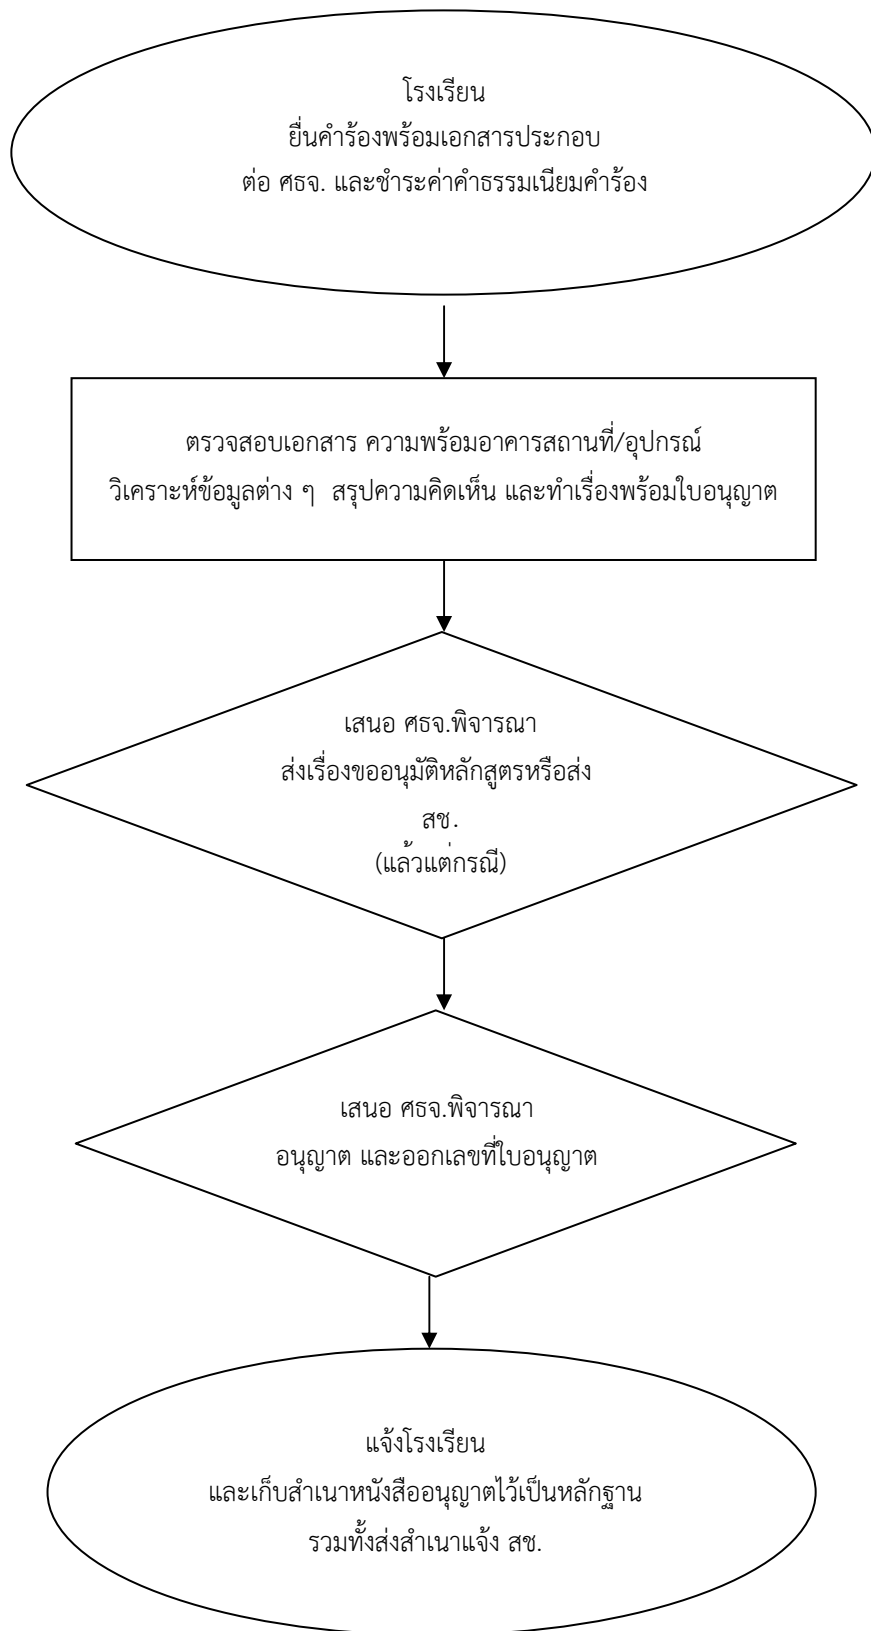 โรงเรียน
ยื่นคำร้องพร้อมเอกสารประกอบ
ต่อ ศธจ. และชำระค่าคำธรรมเนียมคำร้อง
ตรวจสอบเอกสาร ความพร้อมอาคารสถานที่/อุปกรณ์
วิเคราะห์ข้อมูลต่าง ๆ สรุปความคิดเห็น และทำเรื่องพร้อมใบอนุญาต
เสนอ ศธจ.พิจารณา
ส่งเรื่องขออนุมัติหลักสูตรหรือส่ง
สช.
(แล้วแต่กรณี)
เสนอ ศธจ.พิจารณา
อนุญาต และออกเลขที่ใบอนุญาต
แจ้งโรงเรียน
และเก็บสำเนาหนังสืออนุญาตไว้เป็นหลักฐาน
รวมทั้งส่งสำเนาแจ้ง สช.